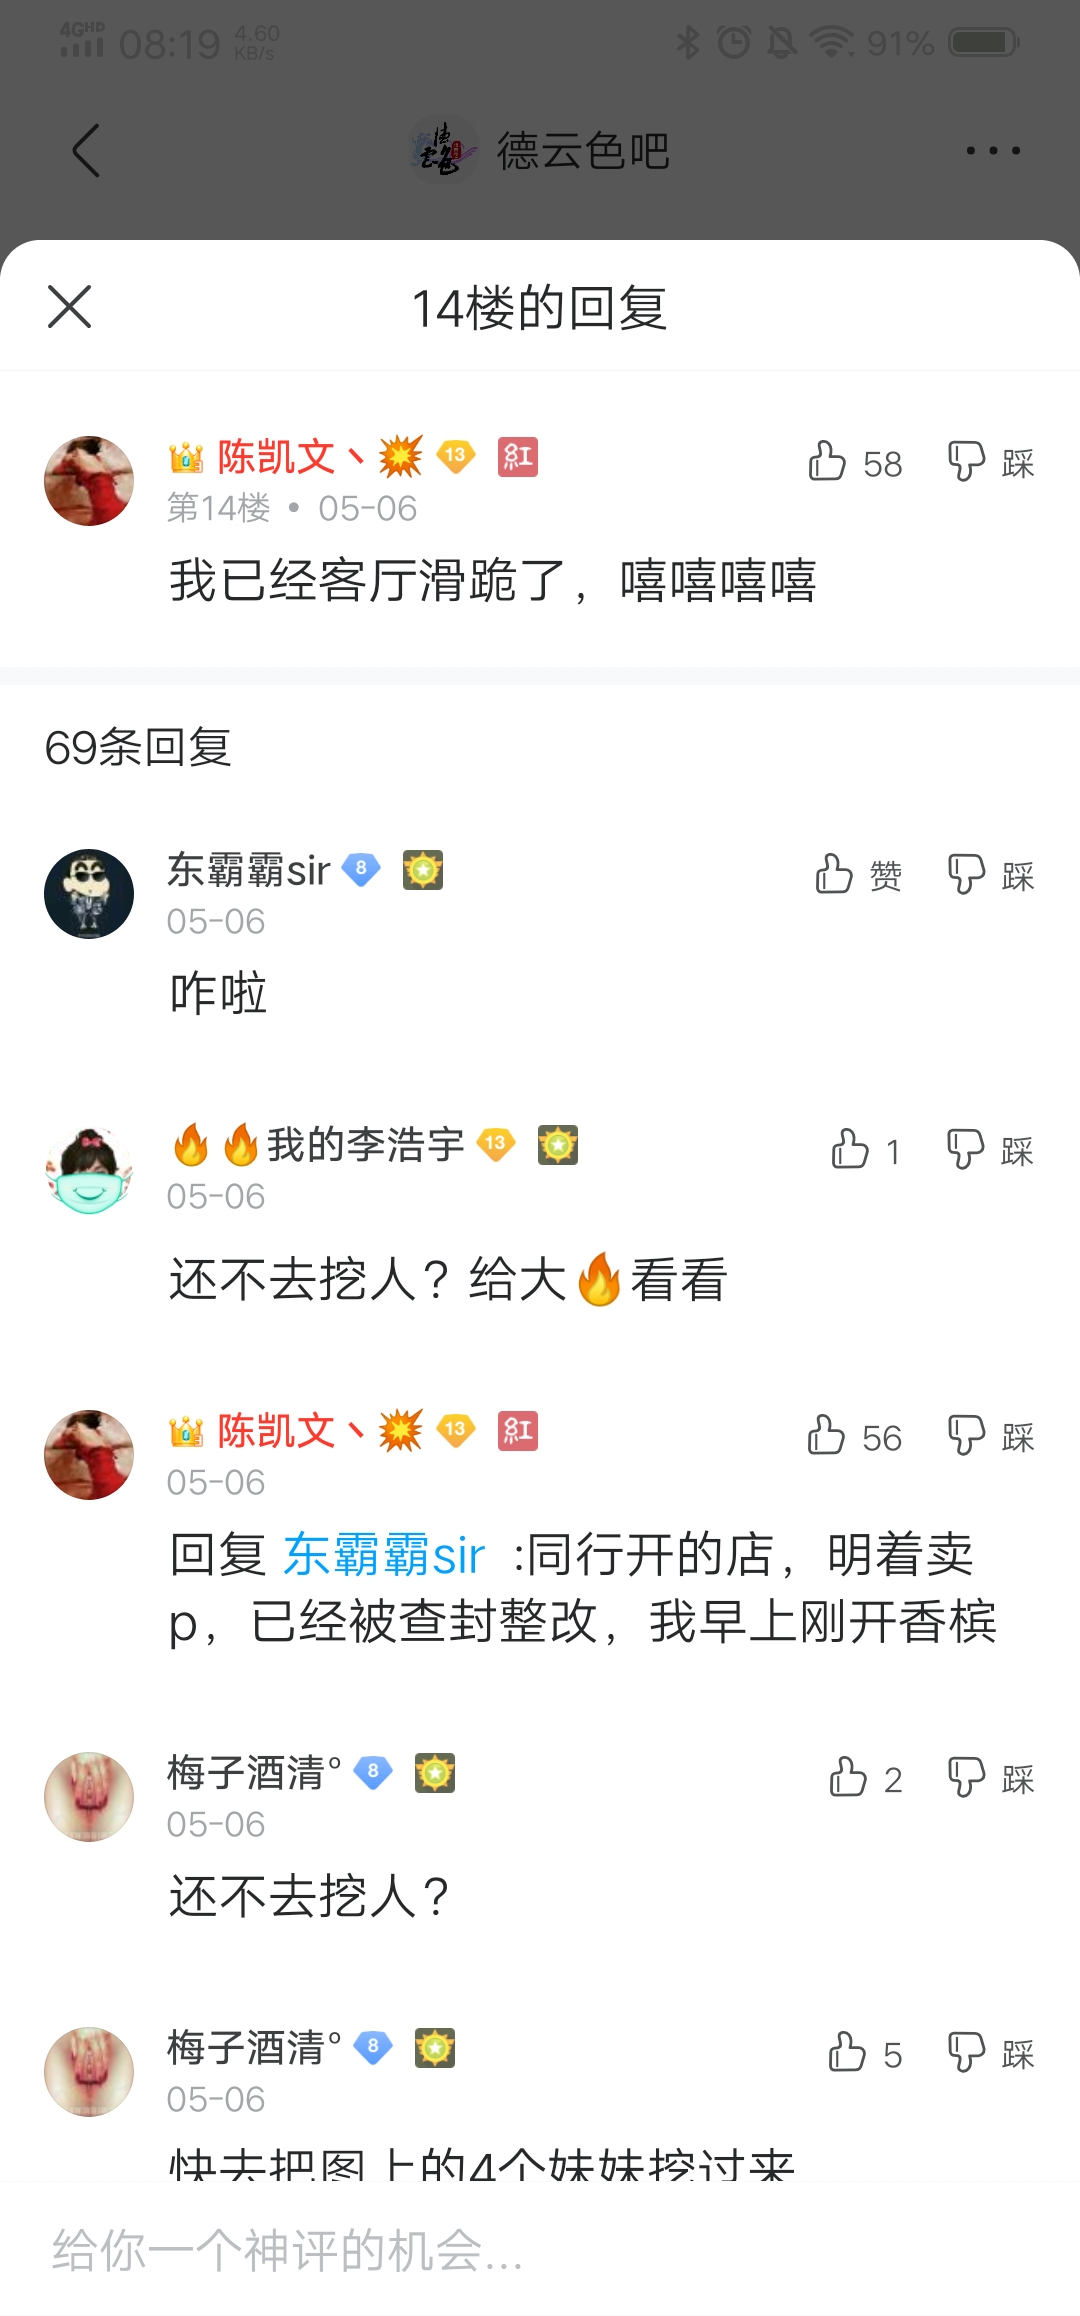 4GHD 08:19 4.60 KB/s 91%
德云色吧
14楼的回复
陈凯文丶💥 13 紅 58 踩
第14楼 • 05-06
我已经客厅滑跪了，嘻嘻嘻嘻
69条回复
东霸霸sir 8 赞 踩
05-06
咋啦
🔥🔥我的李浩宇 13 1 踩
05-06
还不去挖人？给大🔥看看
陈凯文丶💥 13 紅 56 踩
05-06
回复 东霸霸sir :同行开的店，明着卖
p，已经被查封整改，我早上刚开香槟
梅子酒清° 8 2 踩
05-06
还不去挖人？
梅子酒清° 8 5 踩
05-06
快去把图上的4个妹妹挖过来
给你一个神评的机会...